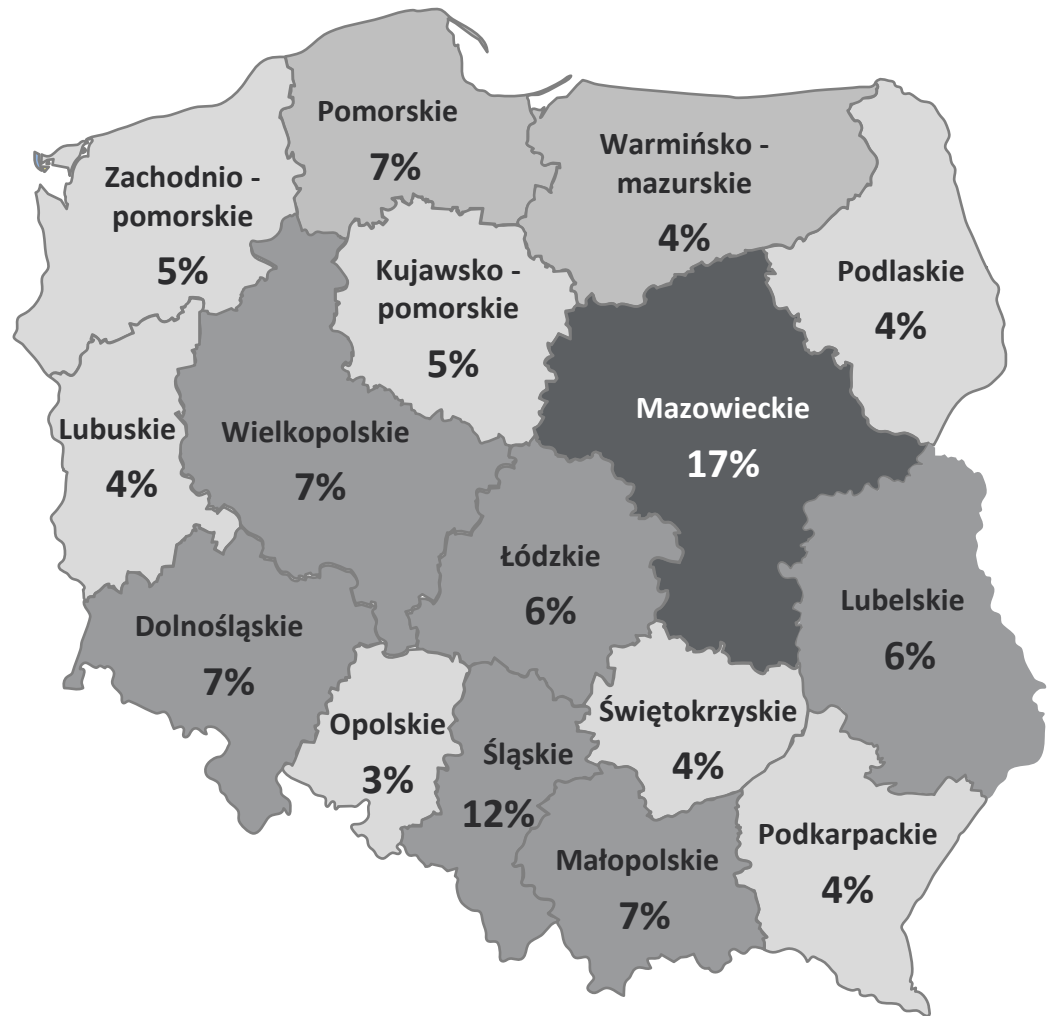 Pomorskie
7%
Warmińsko -
mazurskie
4%
Zachodnio -
pomorskie
5%
Kujawsko -
pomorskie
5%
Podlaskie
4%
Mazowieckie
17%
Lubuskie
4%
Wielkopolskie
7%
Łódzkie
6%
Lubelskie
6%
Dolnośląskie
7%
Opolskie
3%
Śląskie
12%
Świętokrzyskie
4%
Małopolskie
7%
Podkarpackie
4%